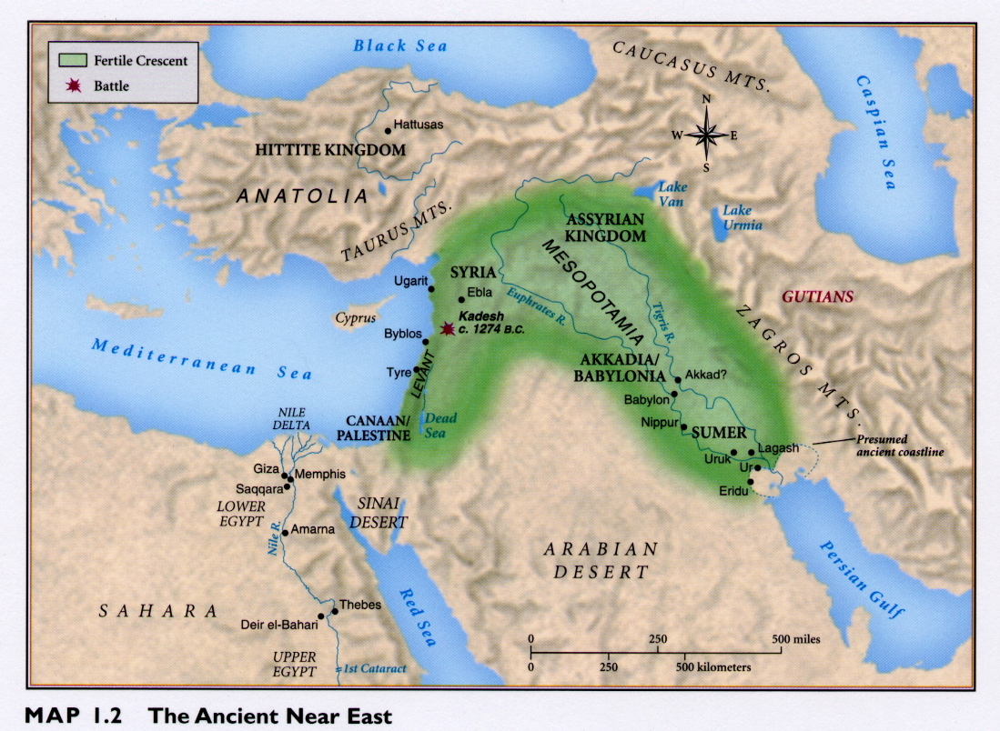 Fertile Crescent
Battle
Black Sea
CAUCASUS MTS.
Caspian Sea
N
W E
S
Hattusas
HITTITE KINGDOM
ANATOLIA
TAURUS MTS.
Lake
Van
Lake
Urmia
ASSYRIAN
KINGDOM
MESOPOTAMIA
Ugarit
SYRIA
Ebla
Euphrates R.
Tigris R.
GUTIANS
ZAGROS MTS.
Cyprus
Kadesh
c. 1274 B.C.
Byblos
Mediterranean Sea
Tyre
LEVANT
AKKADIA/
BABYLONIA
Akkad?
Babylon
CANAAN/
PALESTINE
Dead
Sea
Nippur
SUMER
NILE
DELTA
Uruk
Lagash
Ur
Eridu
Presumed
ancient coastline
Giza
Memphis
Saqqara
LOWER
EGYPT
SINAI
DESERT
Nile R.
Amarna
ARABIAN
DESERT
Persian Gulf
SAHARA
Thebes
Deir el-Bahari
Red Sea
UPPER
EGYPT
1st Cataract
0 250 500 miles
0 250 500 kilometers
MAP 1.2 The Ancient Near East